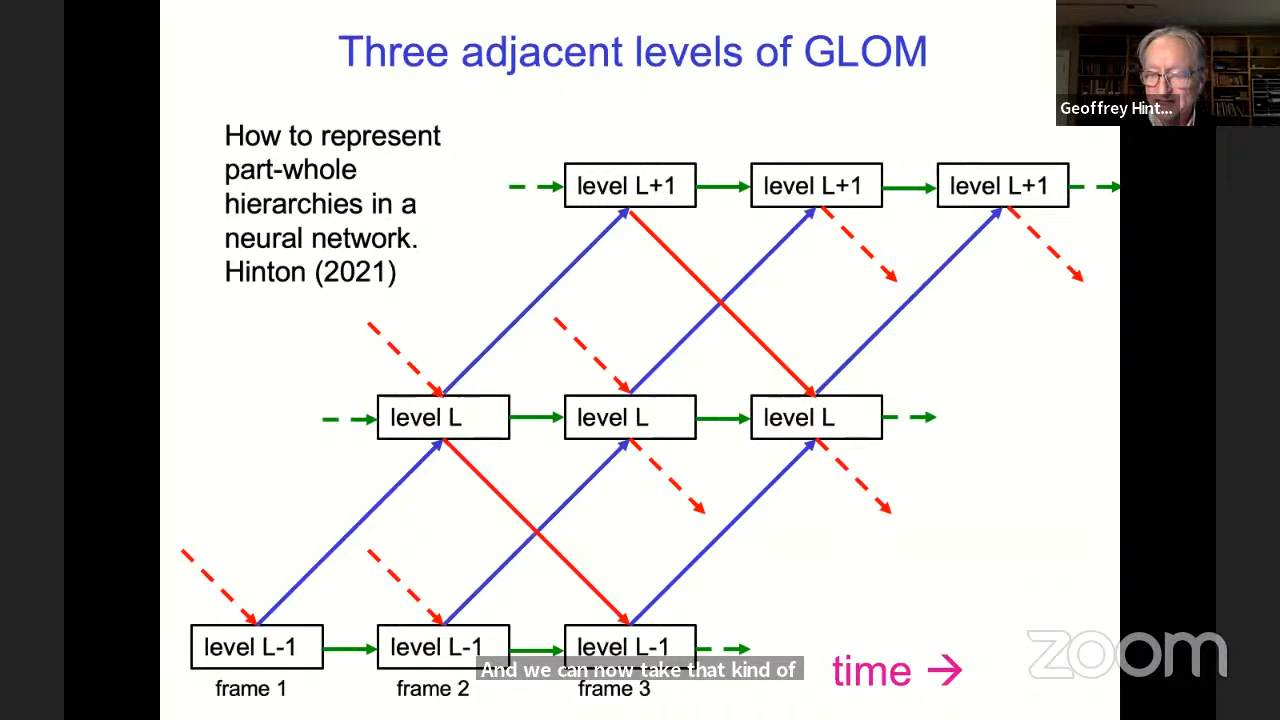 Three adjacent levels of GLOM
Geoffrey Hint...
How to represent
part-whole
hierarchies in a
neural network.
Hinton (2021)
level L+1
level L+1
level L+1
level L
level L
level L
level L-1
level L-1
level L-1
And we can now take that kind of
frame 1
frame 2
frame 3
time →
zoom